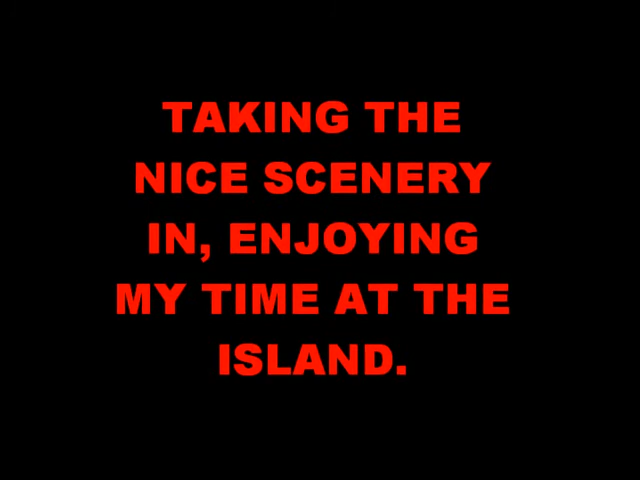 TAKING THE
NICE SCENERY
IN, ENJOYING
MY TIME AT THE
ISLAND.